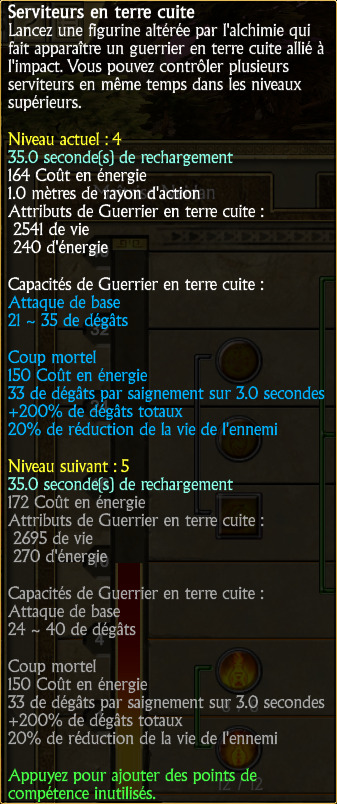 Serviteurs en terre cuite
Lancez une figurine altérée par l'alchimie qui
fait apparaître un guerrier en terre cuite allié à
l'impact. Vous pouvez contrôler plusieurs
serviteurs en même temps dans les niveaux
supérieurs.
Niveau actuel : 4
35.0 seconde(s) de rechargement
164 Coût en énergie
1.0 mètres de rayon d'action
Attributs de Guerrier en terre cuite :
2541 de vie
240 d'énergie
Capacités de Guerrier en terre cuite :
Attaque de base
21 ~ 35 de dégâts
Coup mortel
150 Coût en énergie
33 de dégâts par saignement sur 3.0 secondes
+200% de dégâts totaux
20% de réduction de la vie de l'ennemi
Niveau suivant : 5
35.0 seconde(s) de rechargement
172 Coût en énergie
Attributs de Guerrier en terre cuite :
2695 de vie
270 d'énergie
Capacités de Guerrier en terre cuite :
Attaque de base
24 ~ 40 de dégâts
Coup mortel
150 Coût en énergie
33 de dégâts par saignement sur 3.0 secondes
+200% de dégâts totaux
20% de réduction de la vie de l'ennemi
Appuyez pour ajouter des points de
compétence inutilisés.
12 / 12